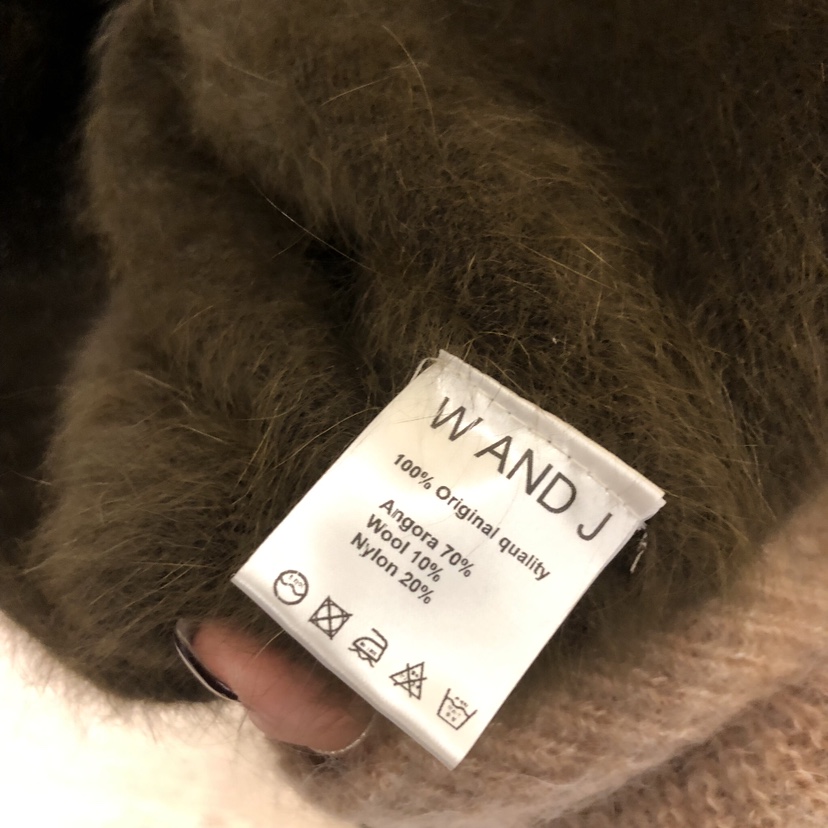 W AND J
100% Original quality
Angora 70%
Wool 10%
Nylon 20%